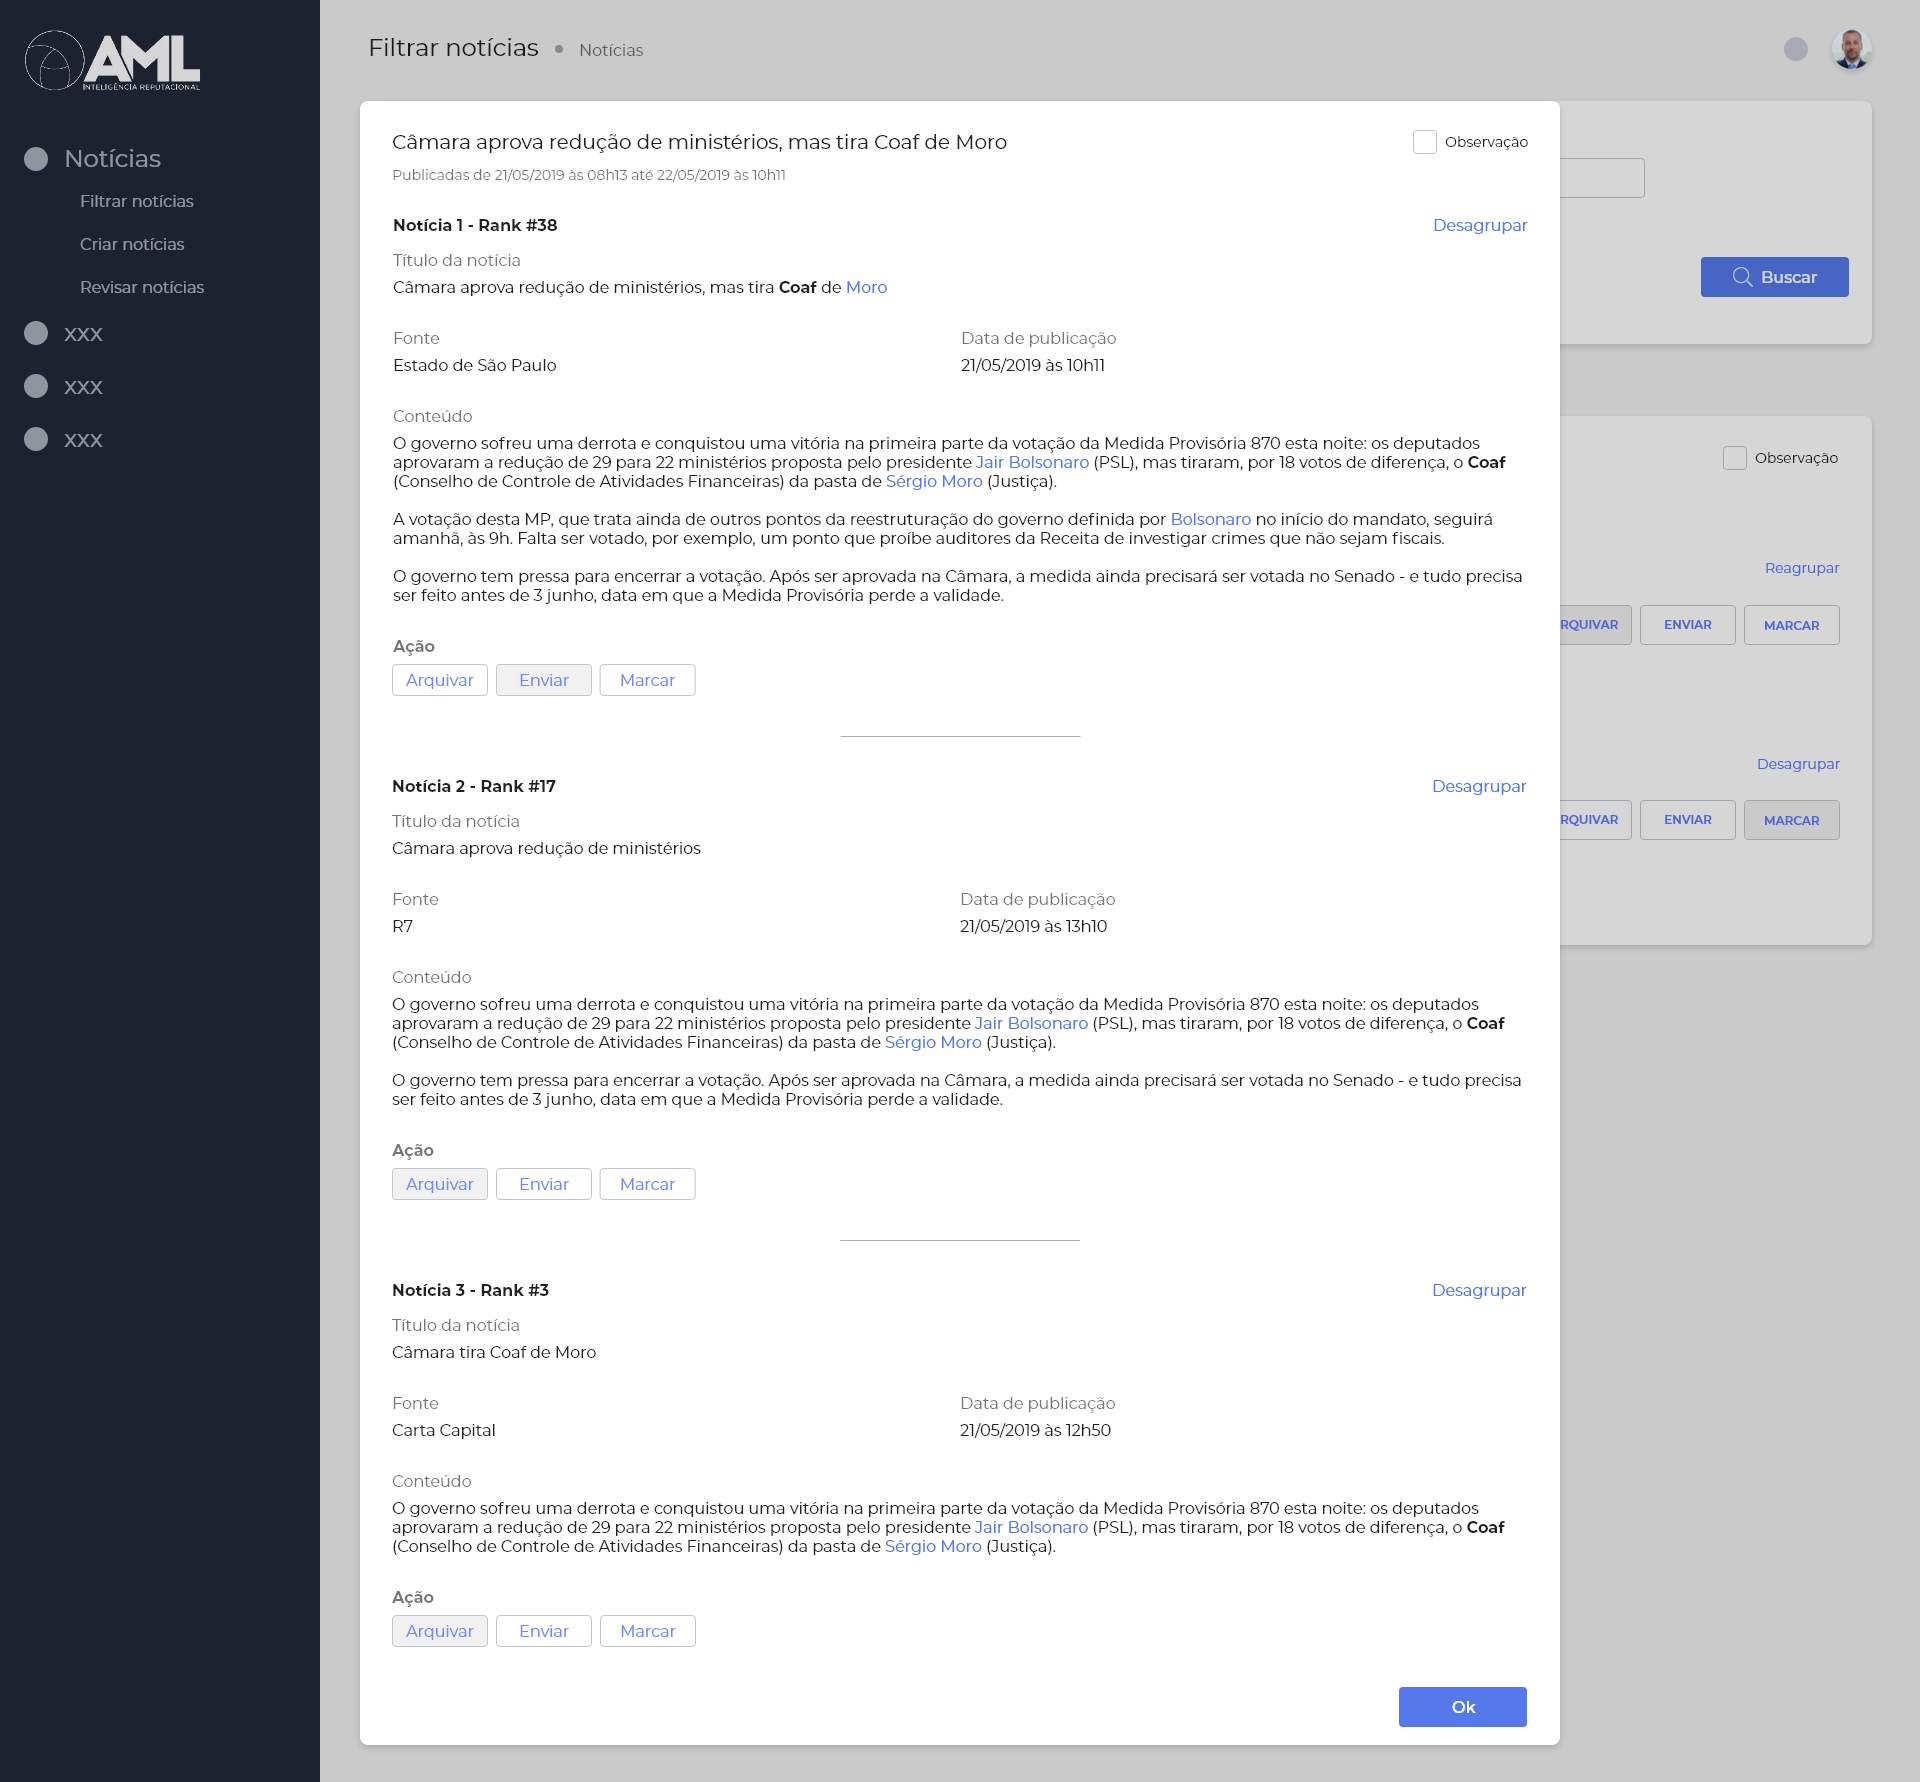 AML
INTELIGÊNCIA REPUTACIONAL
Notícias
Filtrar notícias
Criar notícias
Revisar notícias
XXX
XXX
XXX
Filtrar notícias
Notícias
Câmara aprova redução de ministérios, mas tira Coaf de Moro
Observação
Publicadas de 21/05/2019 às 08h13 até 22/05/2019 às 10h11
Notícia 1 - Rank #38
Desagrupar
Título da notícia
Câmara aprova redução de ministérios, mas tira Coaf de Moro
Fonte
Data de publicação
Estado de São Paulo
21/05/2019 às 10h11
Conteúdo
O governo sofreu uma derrota e conquistou uma vitória na primeira parte da votação da Medida Provisória 870 esta noite: os deputados
aprovaram a redução de 29 para 22 ministérios proposta pelo presidente Jair Bolsonaro (PSL), mas tiraram, por 18 votos de diferença, o Coaf
(Conselho de Controle de Atividades Financeiras) da pasta de Sérgio Moro (Justiça).
A votação desta MP, que trata ainda de outros pontos da reestruturação do governo definida por Bolsonaro no início do mandato, seguirá
amanhã, às 9h. Falta ser votado, por exemplo, um ponto que proíbe auditores da Receita de investigar crimes que não sejam fiscais.
O governo tem pressa para encerrar a votação. Após ser aprovada na Câmara, a medida ainda precisará ser votada no Senado - e tudo precisa
ser feito antes de 3 junho, data em que a Medida Provisória perde a validade.
Ação
Arquivar
Enviar
Marcar
Notícia 2 - Rank #17
Desagrupar
Título da notícia
Câmara aprova redução de ministérios
Fonte
Data de publicação
R7
21/05/2019 às 13h10
Conteúdo
O governo sofreu uma derrota e conquistou uma vitória na primeira parte da votação da Medida Provisória 870 esta noite: os deputados
aprovaram a redução de 29 para 22 ministérios proposta pelo presidente Jair Bolsonaro (PSL), mas tiraram, por 18 votos de diferença, o Coaf
(Conselho de Controle de Atividades Financeiras) da pasta de Sérgio Moro (Justiça).
O governo tem pressa para encerrar a votação. Após ser aprovada na Câmara, a medida ainda precisará ser votada no Senado - e tudo precisa
ser feito antes de 3 junho, data em que a Medida Provisória perde a validade.
Ação
Arquivar
Enviar
Marcar
Notícia 3 - Rank #3
Desagrupar
Título da notícia
Câmara tira Coaf de Moro
Fonte
Data de publicação
Carta Capital
21/05/2019 às 12h50
Conteúdo
O governo sofreu uma derrota e conquistou uma vitória na primeira parte da votação da Medida Provisória 870 esta noite: os deputados
aprovaram a redução de 29 para 22 ministérios proposta pelo presidente Jair Bolsonaro (PSL), mas tiraram, por 18 votos de diferença, o Coaf
(Conselho de Controle de Atividades Financeiras) da pasta de Sérgio Moro (Justiça).
Ação
Arquivar
Enviar
Marcar
Ok
Buscar
Observação
Reagrupar
RQUIVAR
ENVIAR
MARCAR
Desagrupar
RQUIVAR
ENVIAR
MARCAR